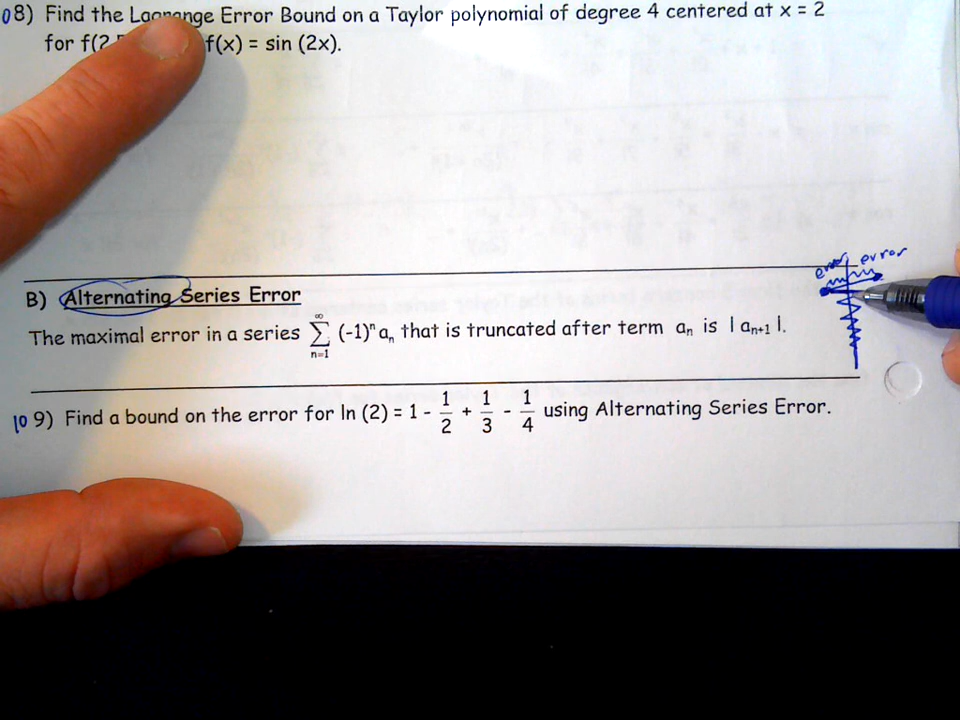 08) Find the Lagrange Error Bound on a Taylor polynomial of degree 4 centered at x = 2
for f(2. f(x) = sin (2x).
error error
B) Alternating Series Error
The maximal error in a series ∞ ∑ n=1 (-1)ⁿ aₙ that is truncated after term aₙ is | aₙ₊₁ |.
10 9) Find a bound on the error for ln (2) = 1 - 1/2 + 1/3 - 1/4 using Alternating Series Error.